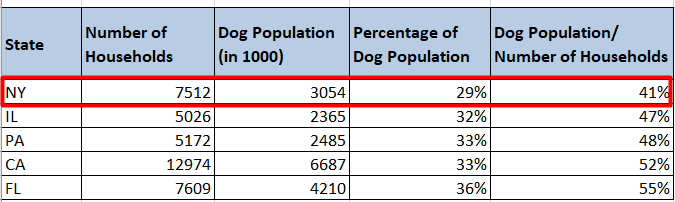 State Number of Households Dog Population (in 1000) Percentage of Dog Population Dog Population/ Number of Households
NY 7512 3054 29% 41%
IL 5026 2365 32% 47%
PA 5172 2485 33% 48%
CA 12974 6687 33% 52%
FL 7609 4210 36% 55%